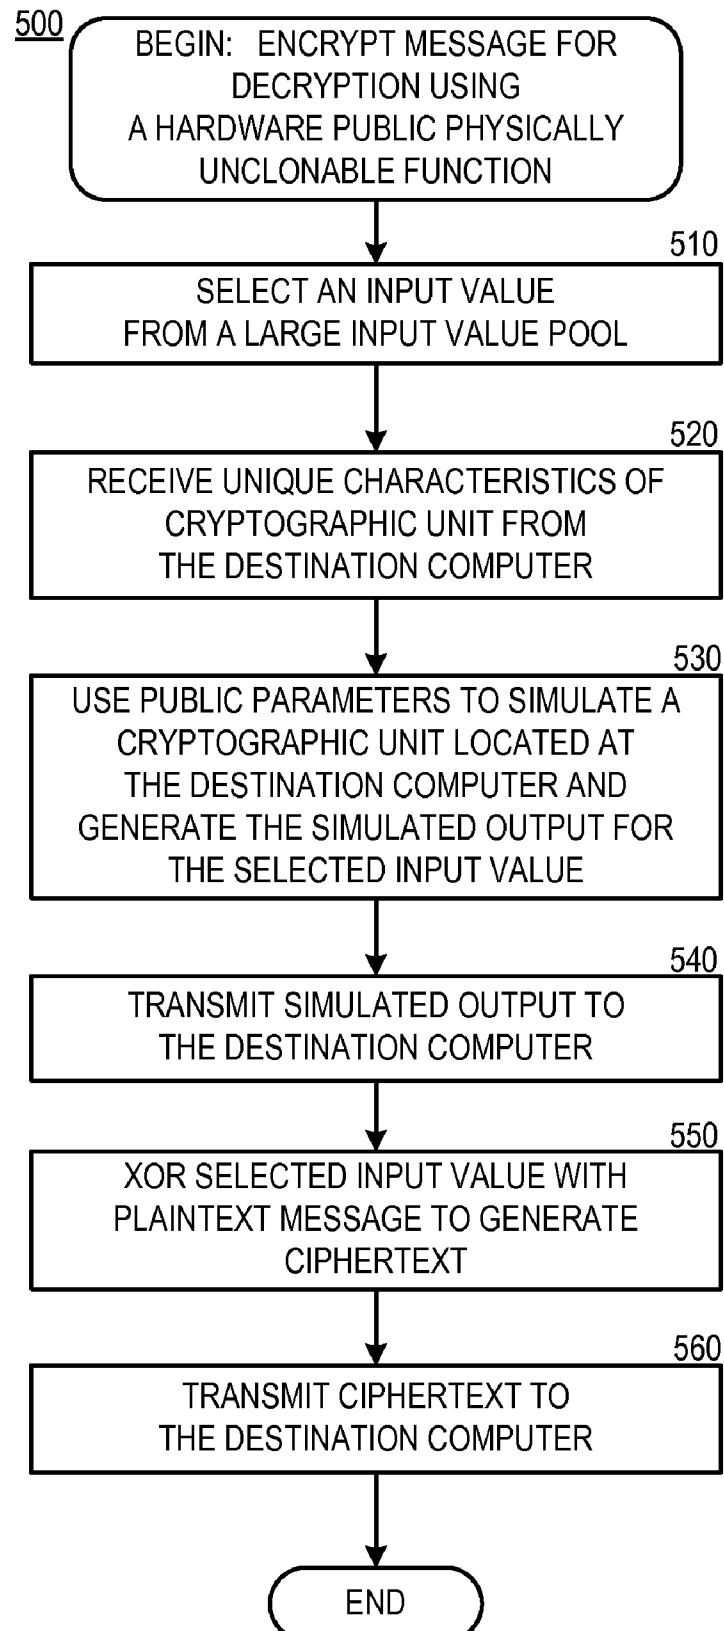 500
BEGIN: ENCRYPT MESSAGE FOR
DECRYPTION USING
A HARDWARE PUBLIC PHYSICALLY
UNCLONABLE FUNCTION
510
SELECT AN INPUT VALUE
FROM A LARGE INPUT VALUE POOL
520
RECEIVE UNIQUE CHARACTERISTICS OF
CRYPTOGRAPHIC UNIT FROM
THE DESTINATION COMPUTER
530
USE PUBLIC PARAMETERS TO SIMULATE A
CRYPTOGRAPHIC UNIT LOCATED AT
THE DESTINATION COMPUTER AND
GENERATE THE SIMULATED OUTPUT FOR
THE SELECTED INPUT VALUE
540
TRANSMIT SIMULATED OUTPUT TO
THE DESTINATION COMPUTER
550
XOR SELECTED INPUT VALUE WITH
PLAINTEXT MESSAGE TO GENERATE
CIPHERTEXT
560
TRANSMIT CIPHERTEXT TO
THE DESTINATION COMPUTER
END